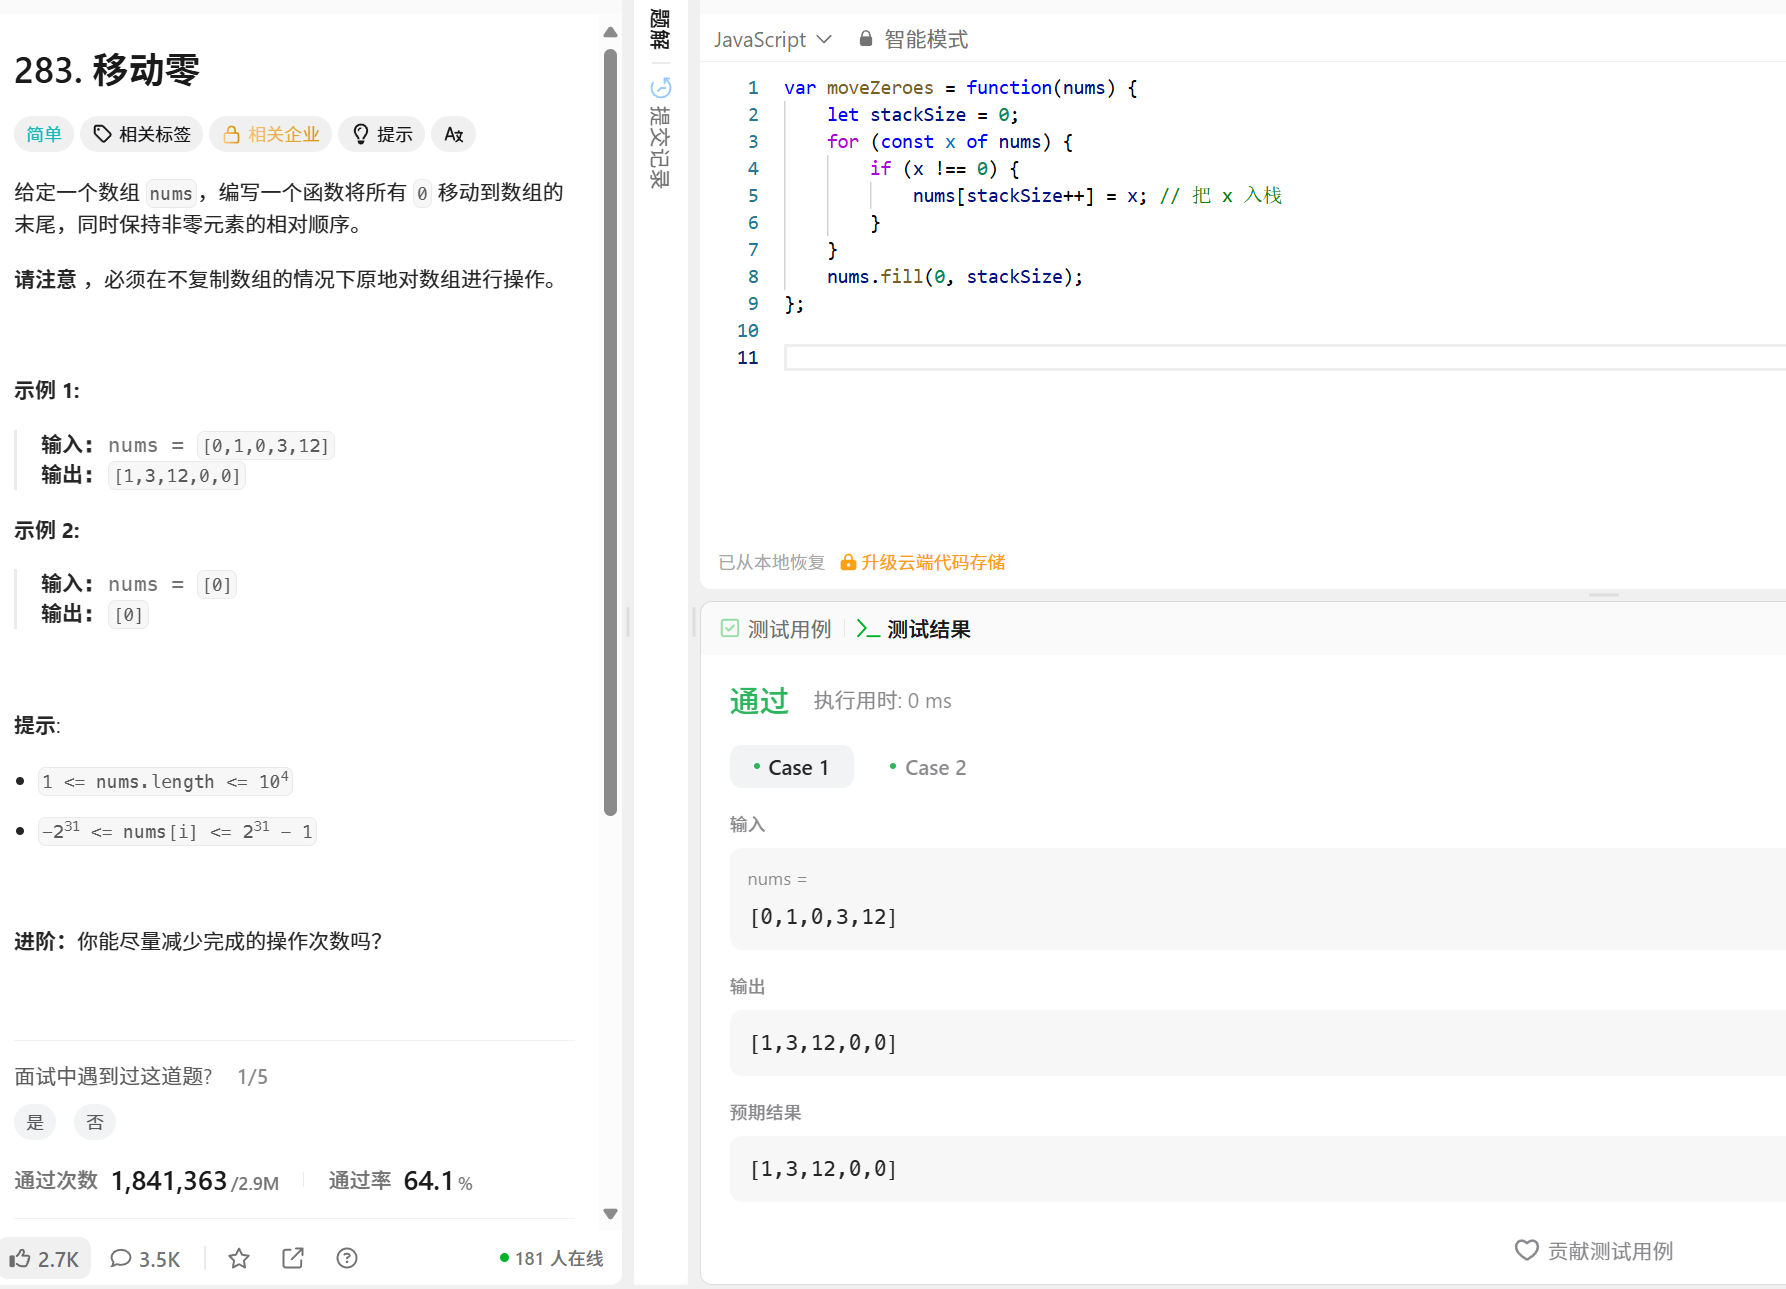 283. 移动零
简单 相关标签 相关企业 提示
给定一个数组 nums，编写一个函数将所有 0 移动到数组的
末尾，同时保持非零元素的相对顺序。
请注意 ，必须在不复制数组的情况下原地对数组进行操作。
示例 1:
输入: nums = [0,1,0,3,12]
输出: [1,3,12,0,0]
示例 2:
输入: nums = [0]
输出: [0]
提示:
1 <= nums.length <= 10⁴
−2³¹ <= nums[i] <= 2³¹ − 1
进阶：你能尽量减少完成的操作次数吗？
面试中遇到过这道题? 1/5
是 否
通过次数 1,841,363/2.9M 通过率 64.1%
2.7K 3.5K 181 人在线
题解
提交记录
JavaScript 智能模式
1 var moveZeroes = function(nums) {
2 let stackSize = 0;
3 for (const x of nums) {
4 if (x !== 0) {
5 nums[stackSize++] = x; // 把 x 入栈
6 }
7 }
8 nums.fill(0, stackSize);
9 };
10
11
已从本地恢复 升级云端代码存储
测试用例 测试结果
通过 执行用时: 0 ms
Case 1 Case 2
输入
nums =
[0,1,0,3,12]
输出
[1,3,12,0,0]
预期结果
[1,3,12,0,0]
贡献测试用例